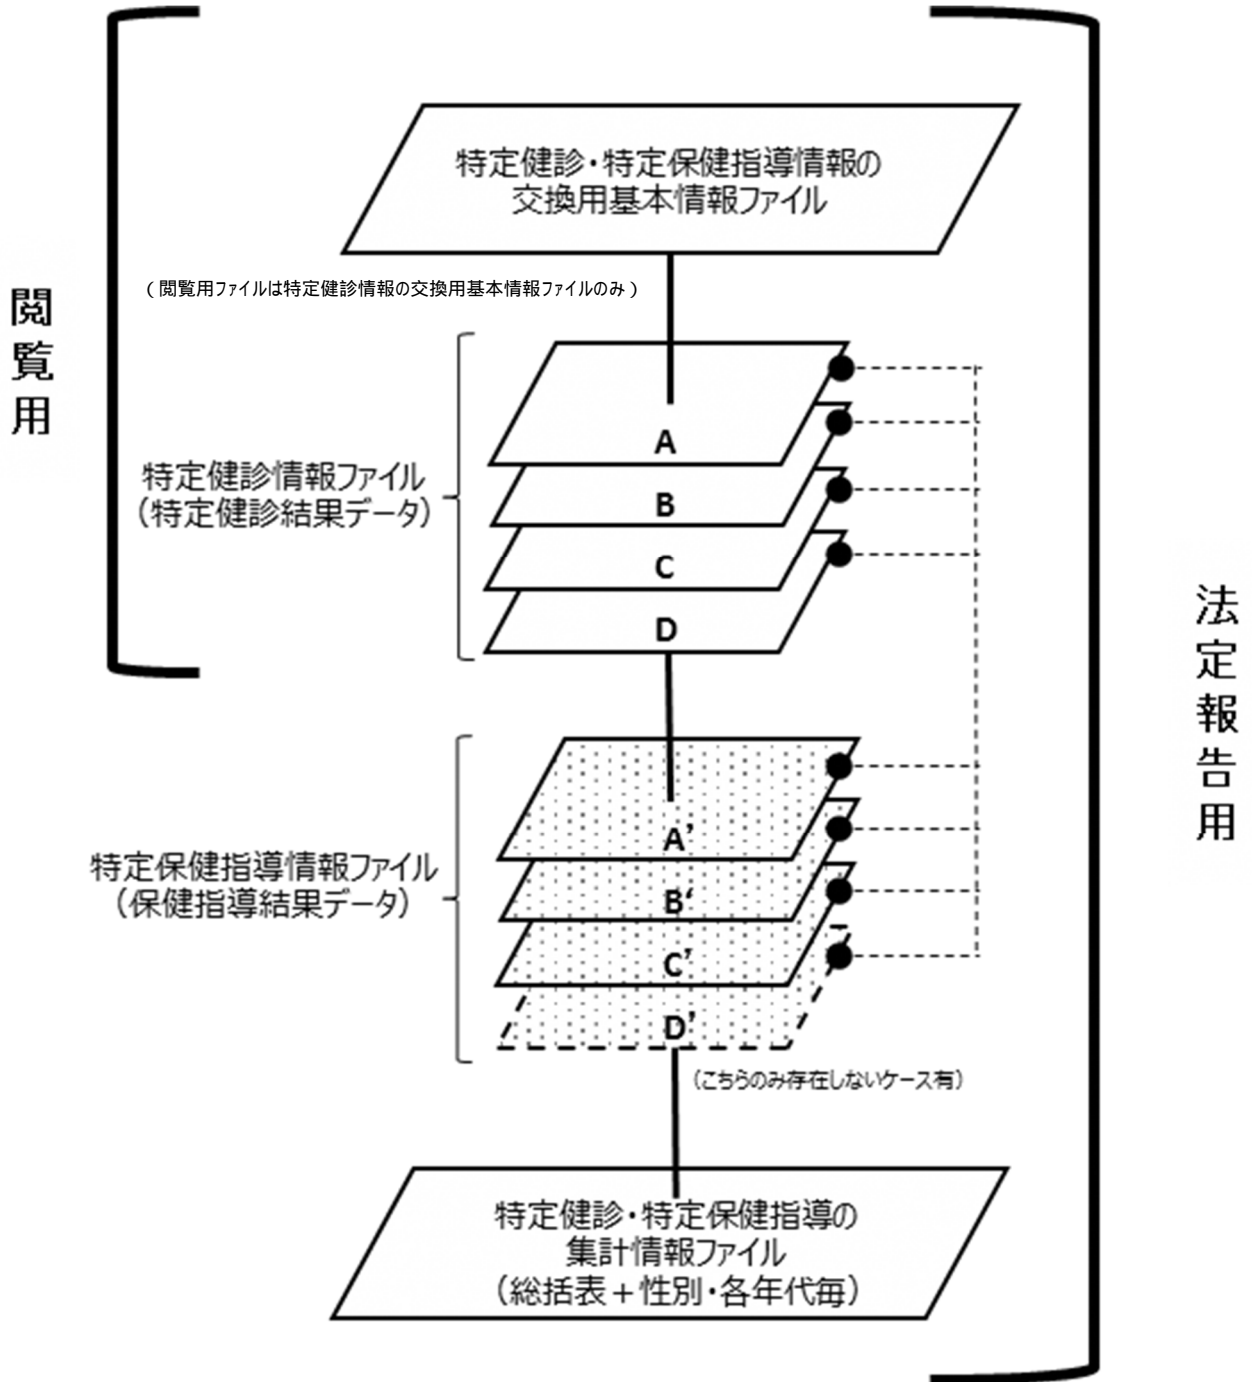 特定健診・特定保健指導情報の
交換用基本情報ファイル
（閲覧用ファイルは特定健診情報の交換用基本情報ファイルのみ）
閲覧用
A
B
C
D
特定健診情報ファイル
（特定健診結果データ）
法定報告用
A’
B‘
C’
D’
特定保健指導情報ファイル
（保健指導結果データ）
（こちらのみ存在しないケース有）
特定健診・特定保健指導の
集計情報ファイル
（総括表＋性別・各年代毎）